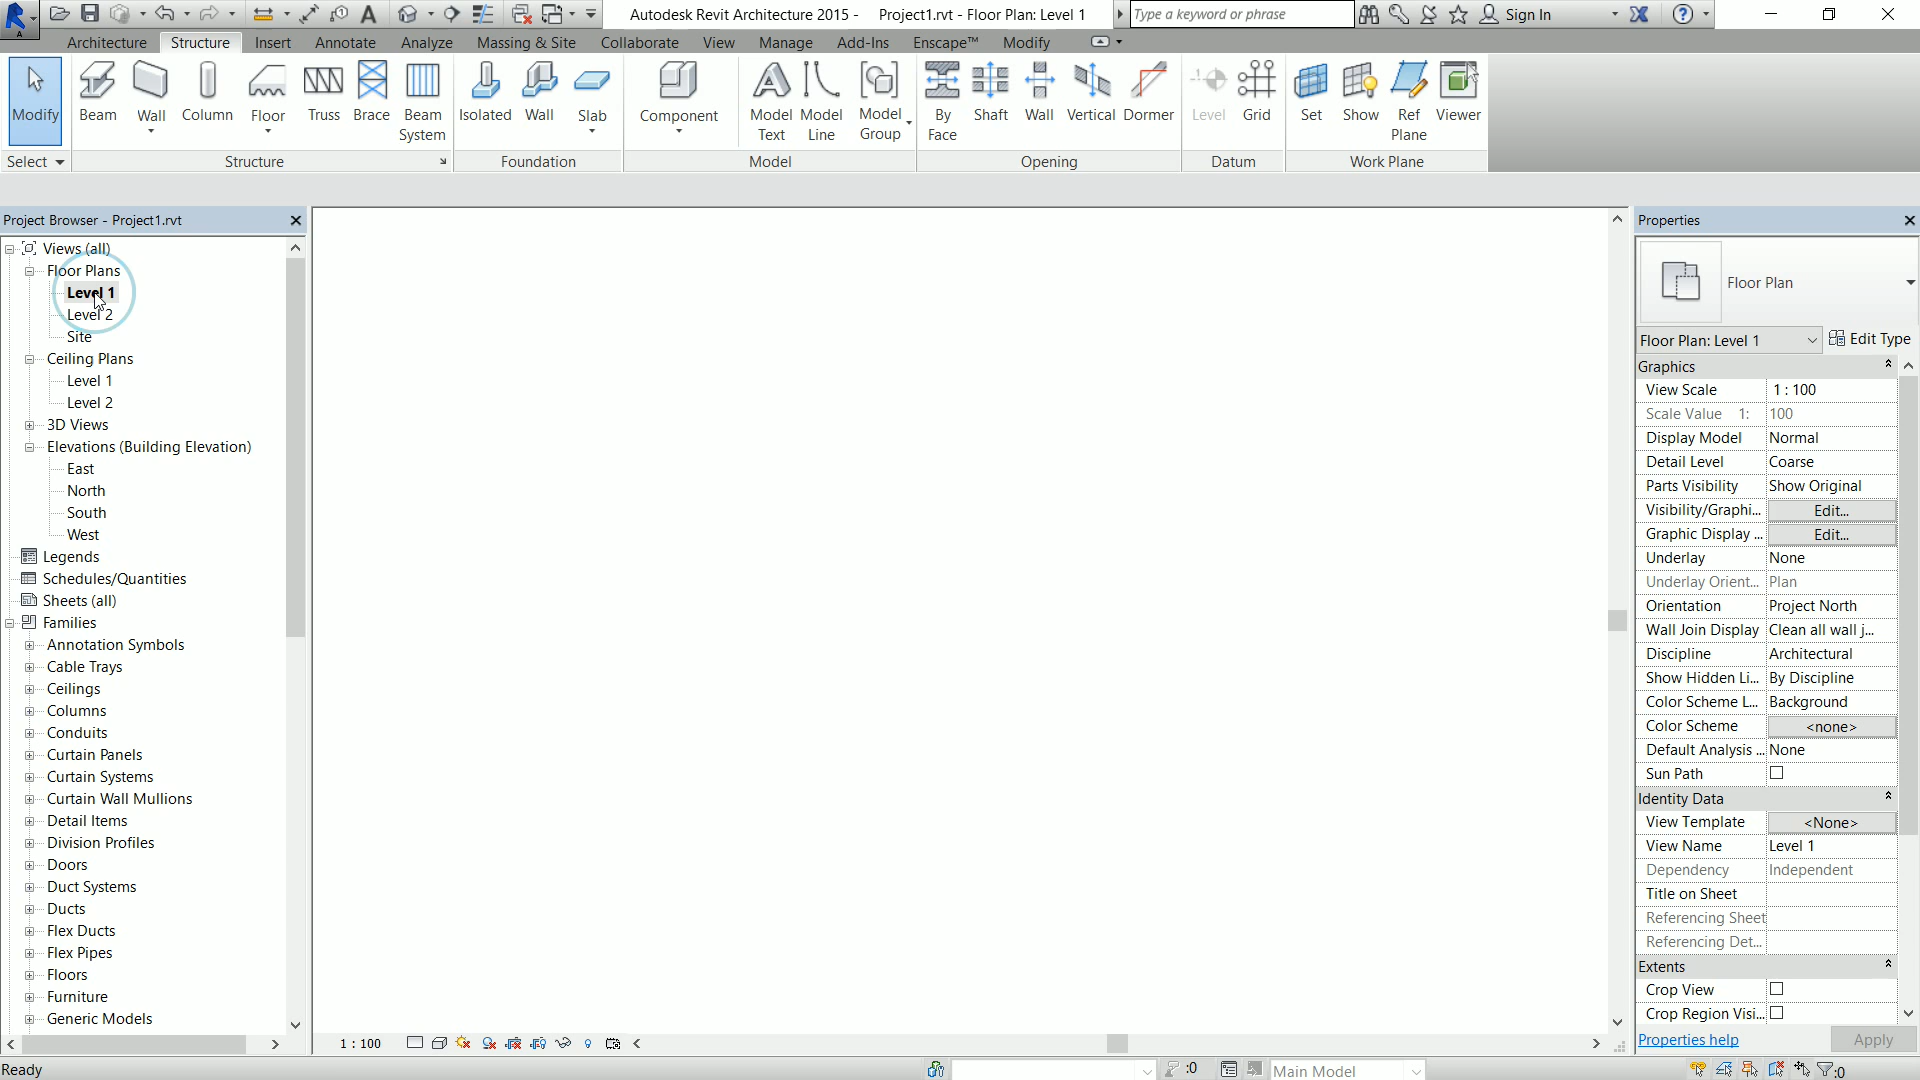 Autodesk Revit Architecture 2015 - Project1.rvt - Floor Plan: Level 1
Type a keyword or phrase
Sign In
Architecture Structure Insert Annotate Analyze Massing & Site Collaborate View Manage Add-Ins Enscape™ Modify
Modify Beam Wall Column Floor Truss Brace Beam System Isolated Wall Slab Component Model Text Model Line Model Group By Face Shaft Wall Vertical Dormer Level Grid Set Show Ref Plane Viewer
Select Structure Foundation Model Opening Datum Work Plane
Project Browser - Project1.rvt
Views (all)
Floor Plans
Level 1
Level 2
Site
Ceiling Plans
Level 1
Level 2
3D Views
Elevations (Building Elevation)
East
North
South
West
Legends
Schedules/Quantities
Sheets (all)
Families
Annotation Symbols
Cable Trays
Ceilings
Columns
Conduits
Curtain Panels
Curtain Systems
Curtain Wall Mullions
Detail Items
Division Profiles
Doors
Duct Systems
Ducts
Flex Ducts
Flex Pipes
Floors
Furniture
Generic Models
Properties
Floor Plan
Floor Plan: Level 1 Edit Type
Graphics
View Scale 1 : 100
Scale Value 1: 100
Display Model Normal
Detail Level Coarse
Parts Visibility Show Original
Visibility/Graphi... Edit...
Graphic Display ... Edit...
Underlay None
Underlay Orient... Plan
Orientation Project North
Wall Join Display Clean all wall j...
Discipline Architectural
Show Hidden Li... By Discipline
Color Scheme L... Background
Color Scheme <none>
Default Analysis ... None
Sun Path
Identity Data
View Template <None>
View Name Level 1
Dependency Independent
Title on Sheet
Referencing Sheet
Referencing Det...
Extents
Crop View
Crop Region Visi...
Properties help Apply
1 : 100
Ready :0 Main Model :0